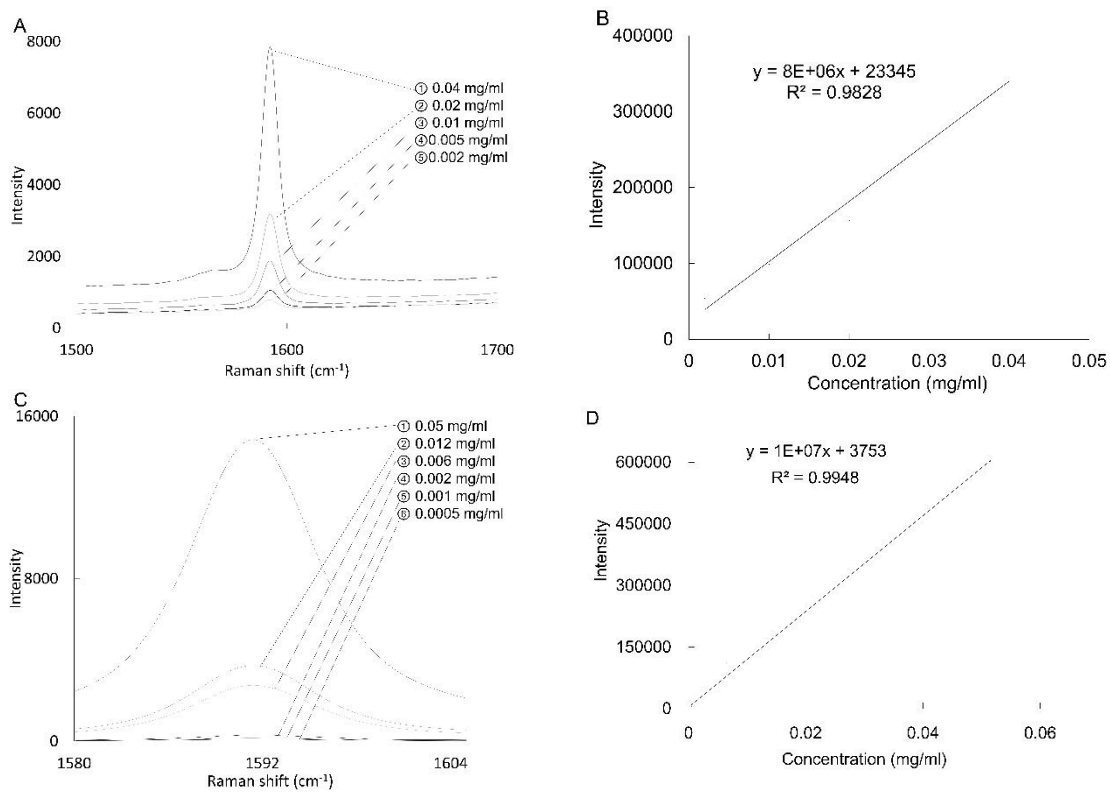 A
8000
6000
4000
2000
0
Intensity
1500
1600
1700
Raman shift (cm⁻¹)
① 0.04 mg/ml
② 0.02 mg/ml
③ 0.01 mg/ml
④ 0.005 mg/ml
⑤ 0.002 mg/ml
B
400000
300000
200000
100000
0
Intensity
y = 8E+06x + 23345
R² = 0.9828
0
0.01
0.02
0.03
0.04
0.05
Concentration (mg/ml)
C
16000
8000
0
Intensity
1580
1592
1604
Raman shift (cm⁻¹)
① 0.05 mg/ml
② 0.012 mg/ml
③ 0.006 mg/ml
④ 0.002 mg/ml
⑤ 0.001 mg/ml
⑥ 0.0005 mg/ml
D
600000
450000
300000
150000
0
Intensity
y = 1E+07x + 3753
R² = 0.9948
0
0.02
0.04
0.06
Concentration (mg/ml)